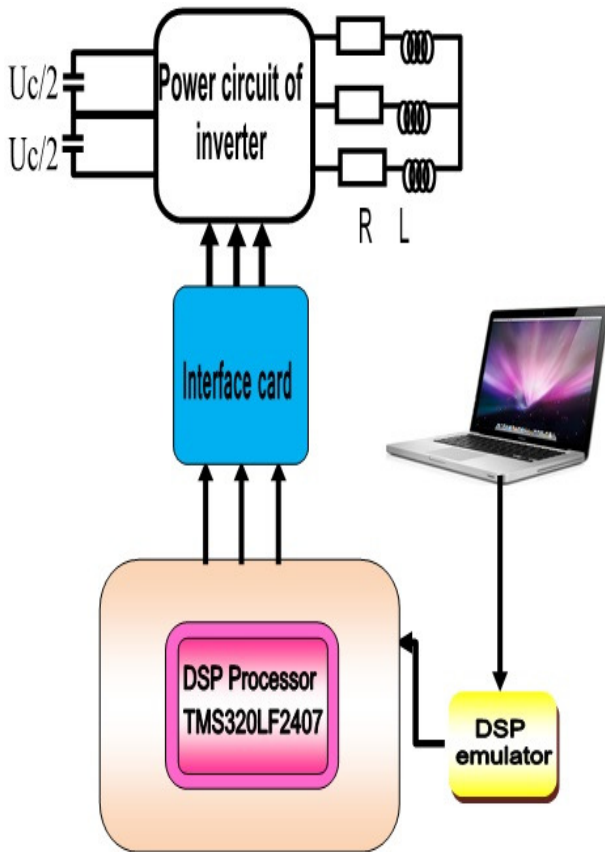 Uc/2
Uc/2
Power circuit of
inverter
R L
Interface card
DSP Processor
TMS320LF2407
DSP
emulator